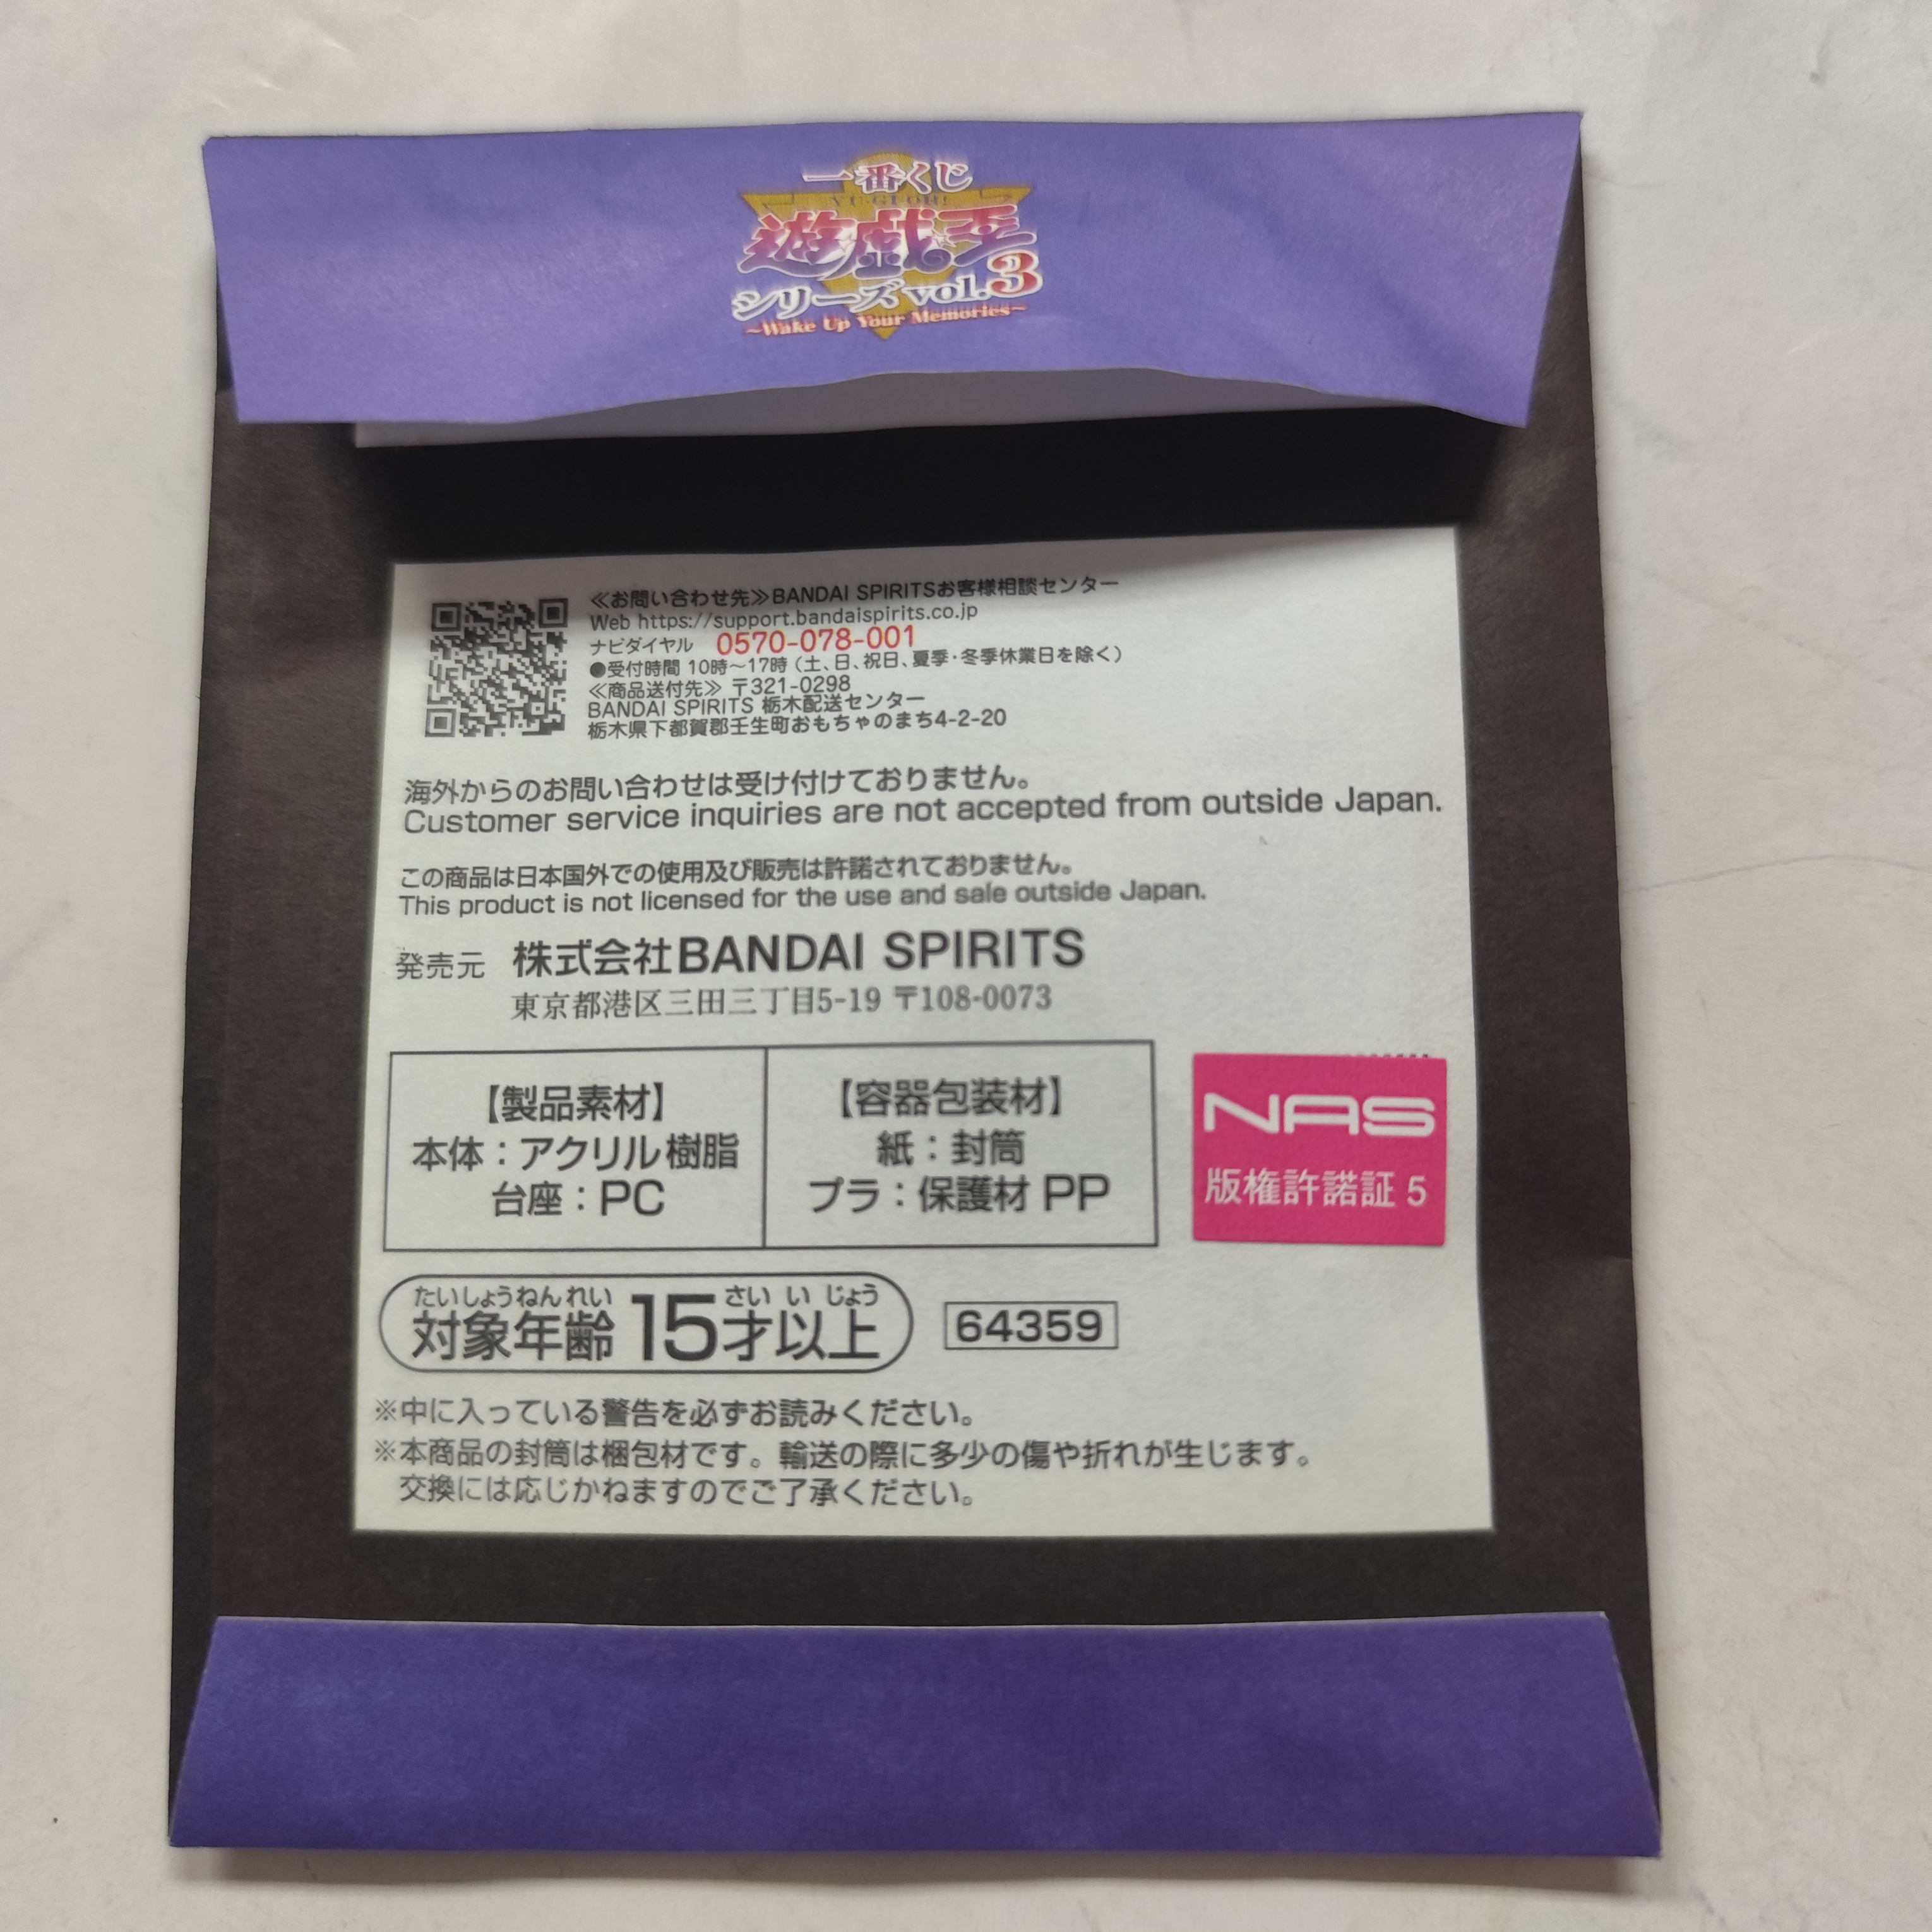 一番くじ
YU-GI-OH!
遊戯王
シリーズ vol.3
~Wake Up Your Memories~
≪お問い合わせ先≫BANDAI SPIRITSお客様相談センター
Web https://support.bandaispirits.co.jp
ナビダイヤル 0570-078-001
●受付時間 10時~17時(土、日、祝日、夏季・冬季休業日を除く)
≪商品送付先≫ 〒321-0298
BANDAI SPIRITS 栃木配送センター
栃木県下都賀郡壬生町おもちゃのまち4-2-20
海外からのお問い合わせは受け付けておりません。
Customer service inquiries are not accepted from outside Japan.
この商品は日本国外での使用及び販売は許諾されておりません。
This product is not licensed for the use and sale outside Japan.
発売元 株式会社BANDAI SPIRITS
東京都港区三田三丁目5-19 〒108-0073
【製品素材】
本体:アクリル樹脂
台座:PC
【容器包装材】
紙:封筒
プラ:保護材 PP
NAS
版権許諾証 5
たいしょうねんれい さい い じょう
対象年齢 15才以上
64359
※中に入っている警告を必ずお読みください。
※本商品の封筒は梱包材です。輸送の際に多少の傷や折れが生じます。
交換には応じかねますのでご了承ください。